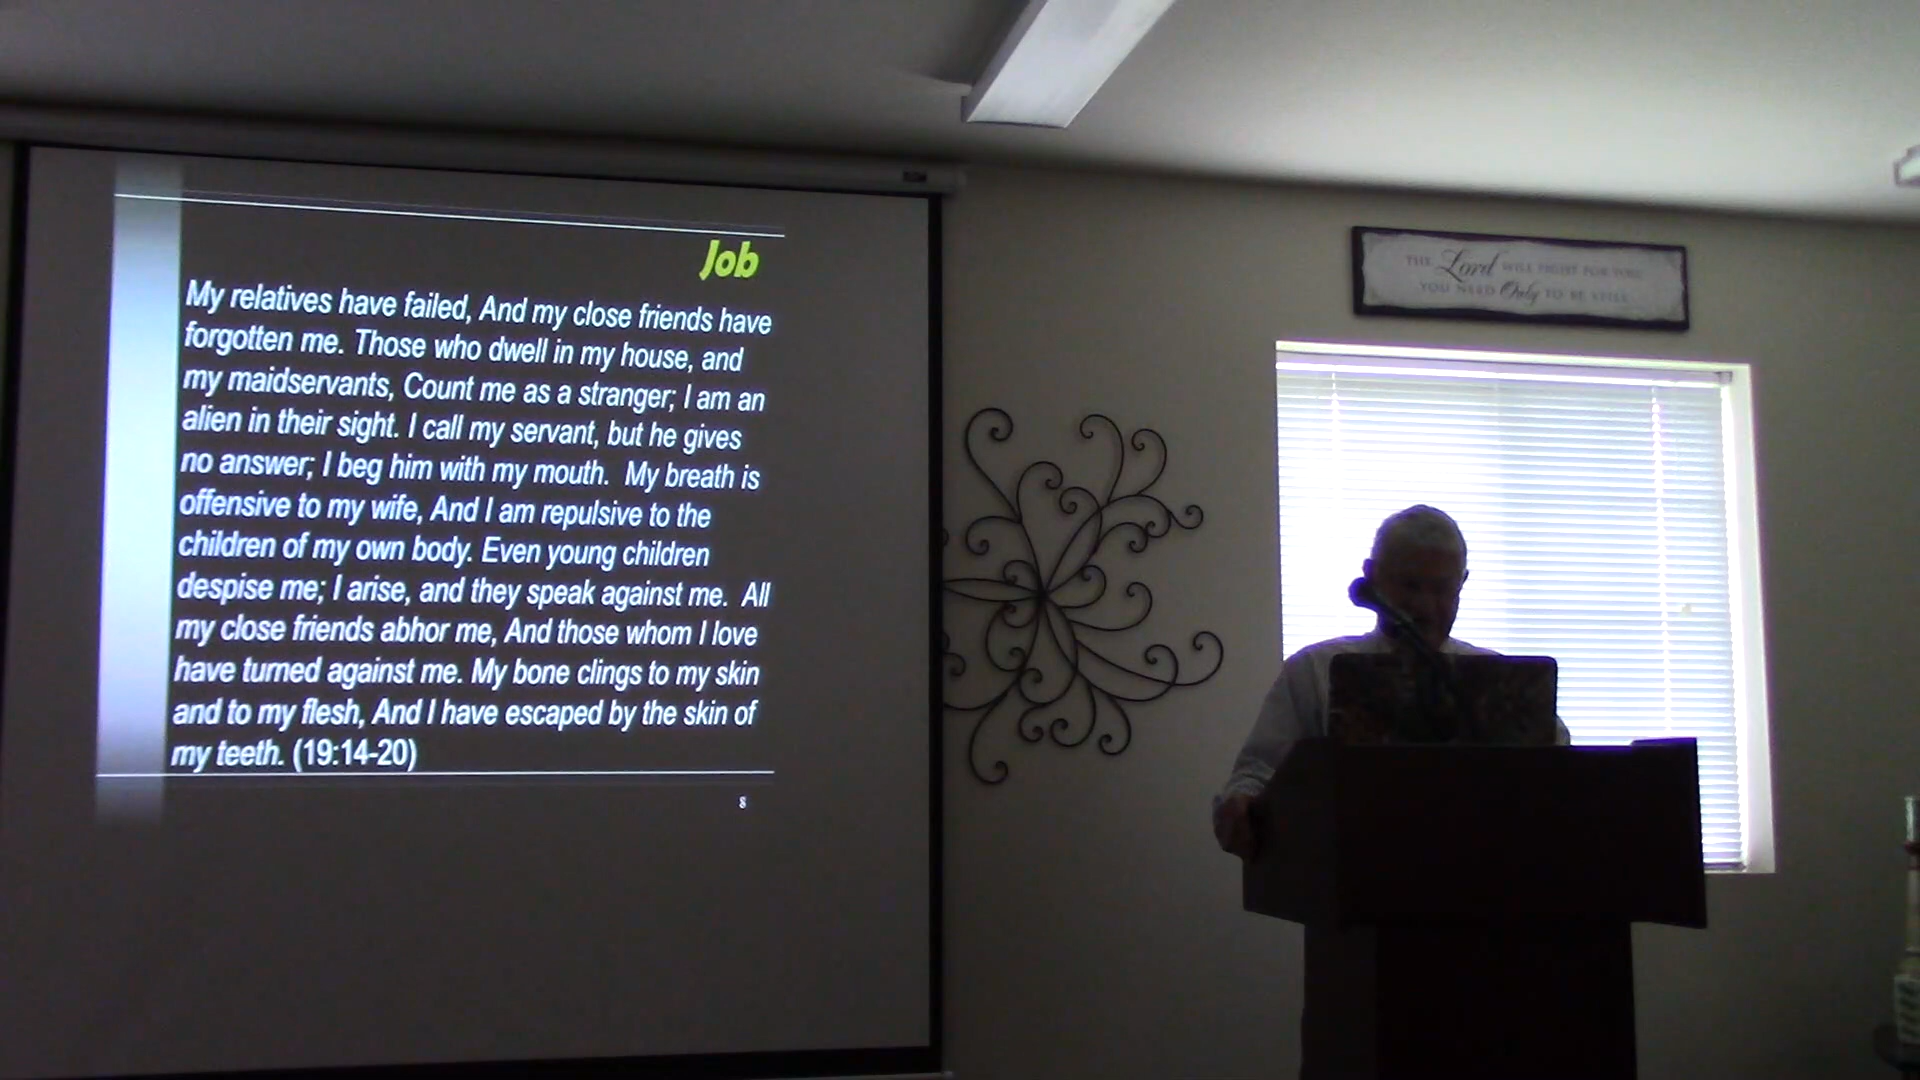 Job
My relatives have failed, And my close friends have
forgotten me. Those who dwell in my house, and
my maidservants, Count me as a stranger; I am an
alien in their sight. I call my servant, but he gives
no answer; I beg him with my mouth.  My breath is
offensive to my wife, And I am repulsive to the
children of my own body. Even young children
despise me; I arise, and they speak against me.  All
my close friends abhor me, And those whom I love
have turned against me. My bone clings to my skin
and to my flesh, And I have escaped by the skin of
my teeth. (19:14-20)
8
THE Lord WILL FIGHT FOR YOU
YOU NEED Only TO BE STILL